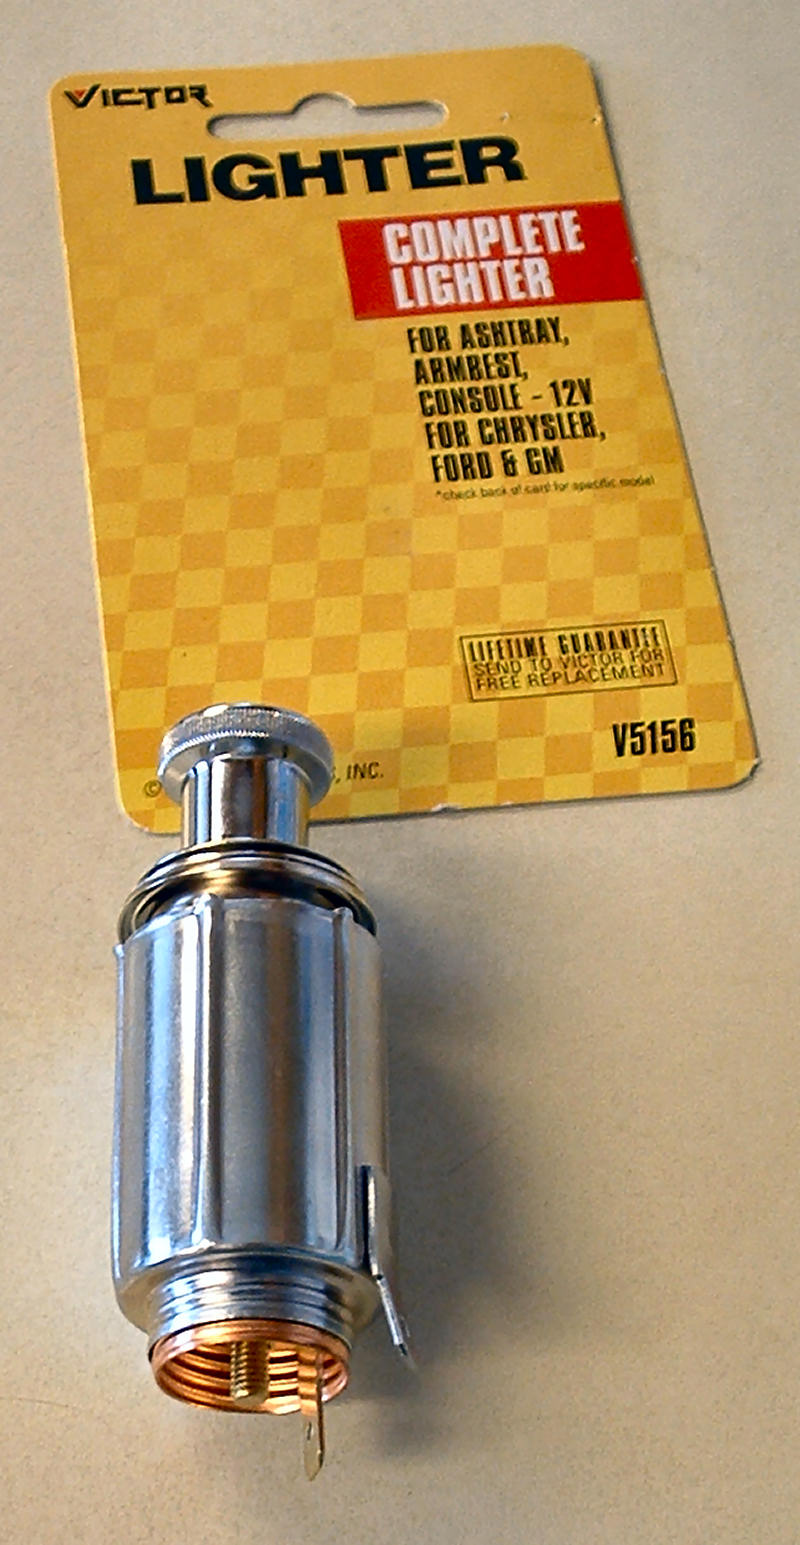 VICTOR
LIGHTER
COMPLETE
LIGHTER
FOR ASHTRAY,
ARMREST,
CONSOLE - 12V
FOR CHRYSLER,
FORD & GM
*check back of card for specific model
LIFETIME GUARANTEE
SEND TO VICTOR FOR
FREE REPLACEMENT
V5156
© , INC.